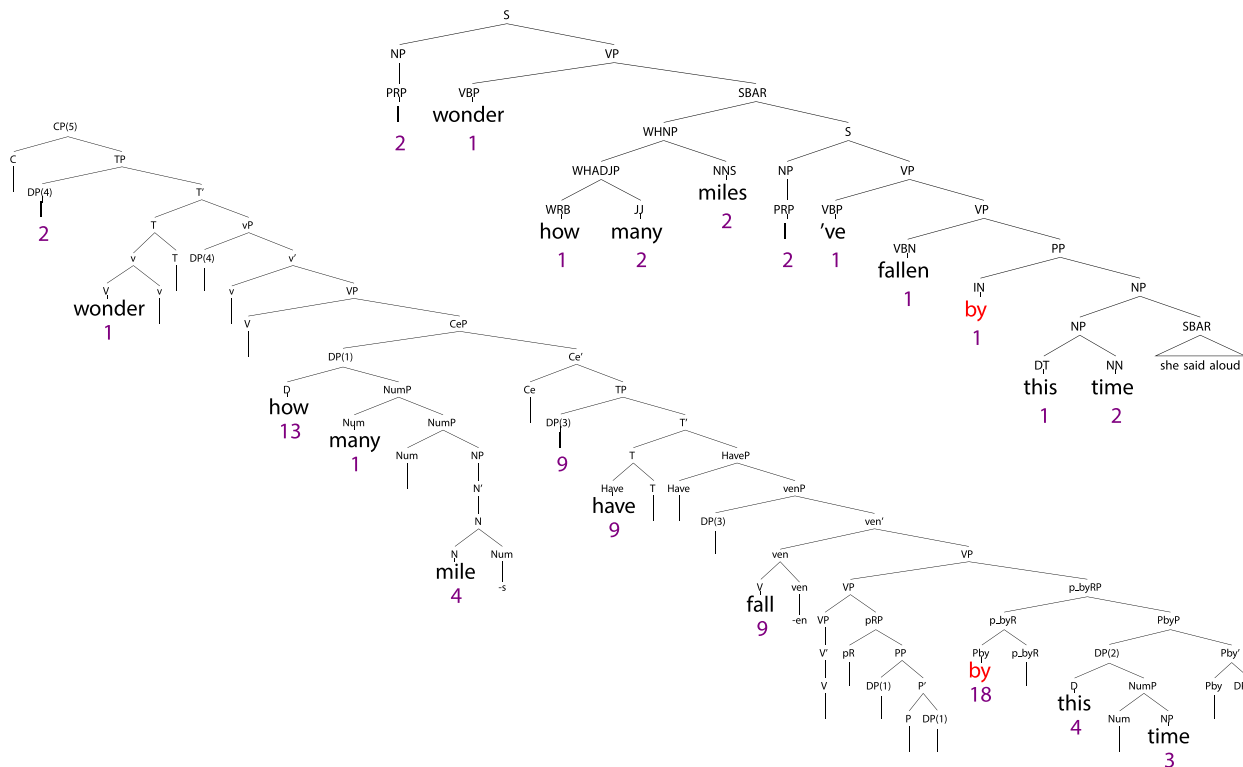 S
NP VP
PRP VBP SBAR
I wonder
2 1
WHNP S
WHADJP NNS NP VP
miles
2
WRB JJ PRP VBP VP
how many I 've
1 2 2 1
VBN PP
fallen
1
IN NP
by
1
NP SBAR
DT NN she said aloud
this time
1 2
CP(5)
C TP
DP(4) T'
I
2
T vP
v T DP(4) v'
V v v VP
wonder
1
V CeP
DP(1) Ce'
D NumP Ce TP
how
13
Num NumP DP(3) T'
many I
1 9
Num NP T HaveP
N' Have T Have venP
have
9
N DP(3) ven'
N Num ven VP
mile -s
4
V ven VP p_byRP
fall -en
9
VP pRP p_byR PbyP
V' pR PP Pby p_byR DP(2) Pby'
by
18
V DP(1) P' D NumP Pby
this
4
P DP(1) Num NP
time
3